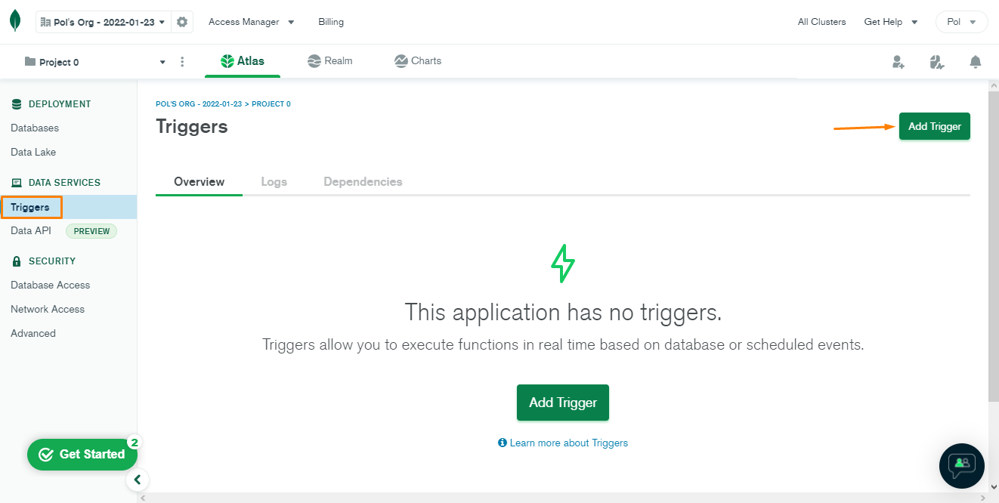 Pol's Org - 2022-01-23 Access Manager Billing All Clusters Get Help Pol
Project 0 Atlas Realm Charts
DEPLOYMENT
Databases
Data Lake
DATA SERVICES
Triggers
Data API PREVIEW
SECURITY
Database Access
Network Access
Advanced
Get Started 2
POL'S ORG - 2022-01-23 > PROJECT 0
Triggers
Add Trigger
Overview Logs Dependencies
This application has no triggers.
Triggers allow you to execute functions in real time based on database or scheduled events.
Add Trigger
Learn more about Triggers